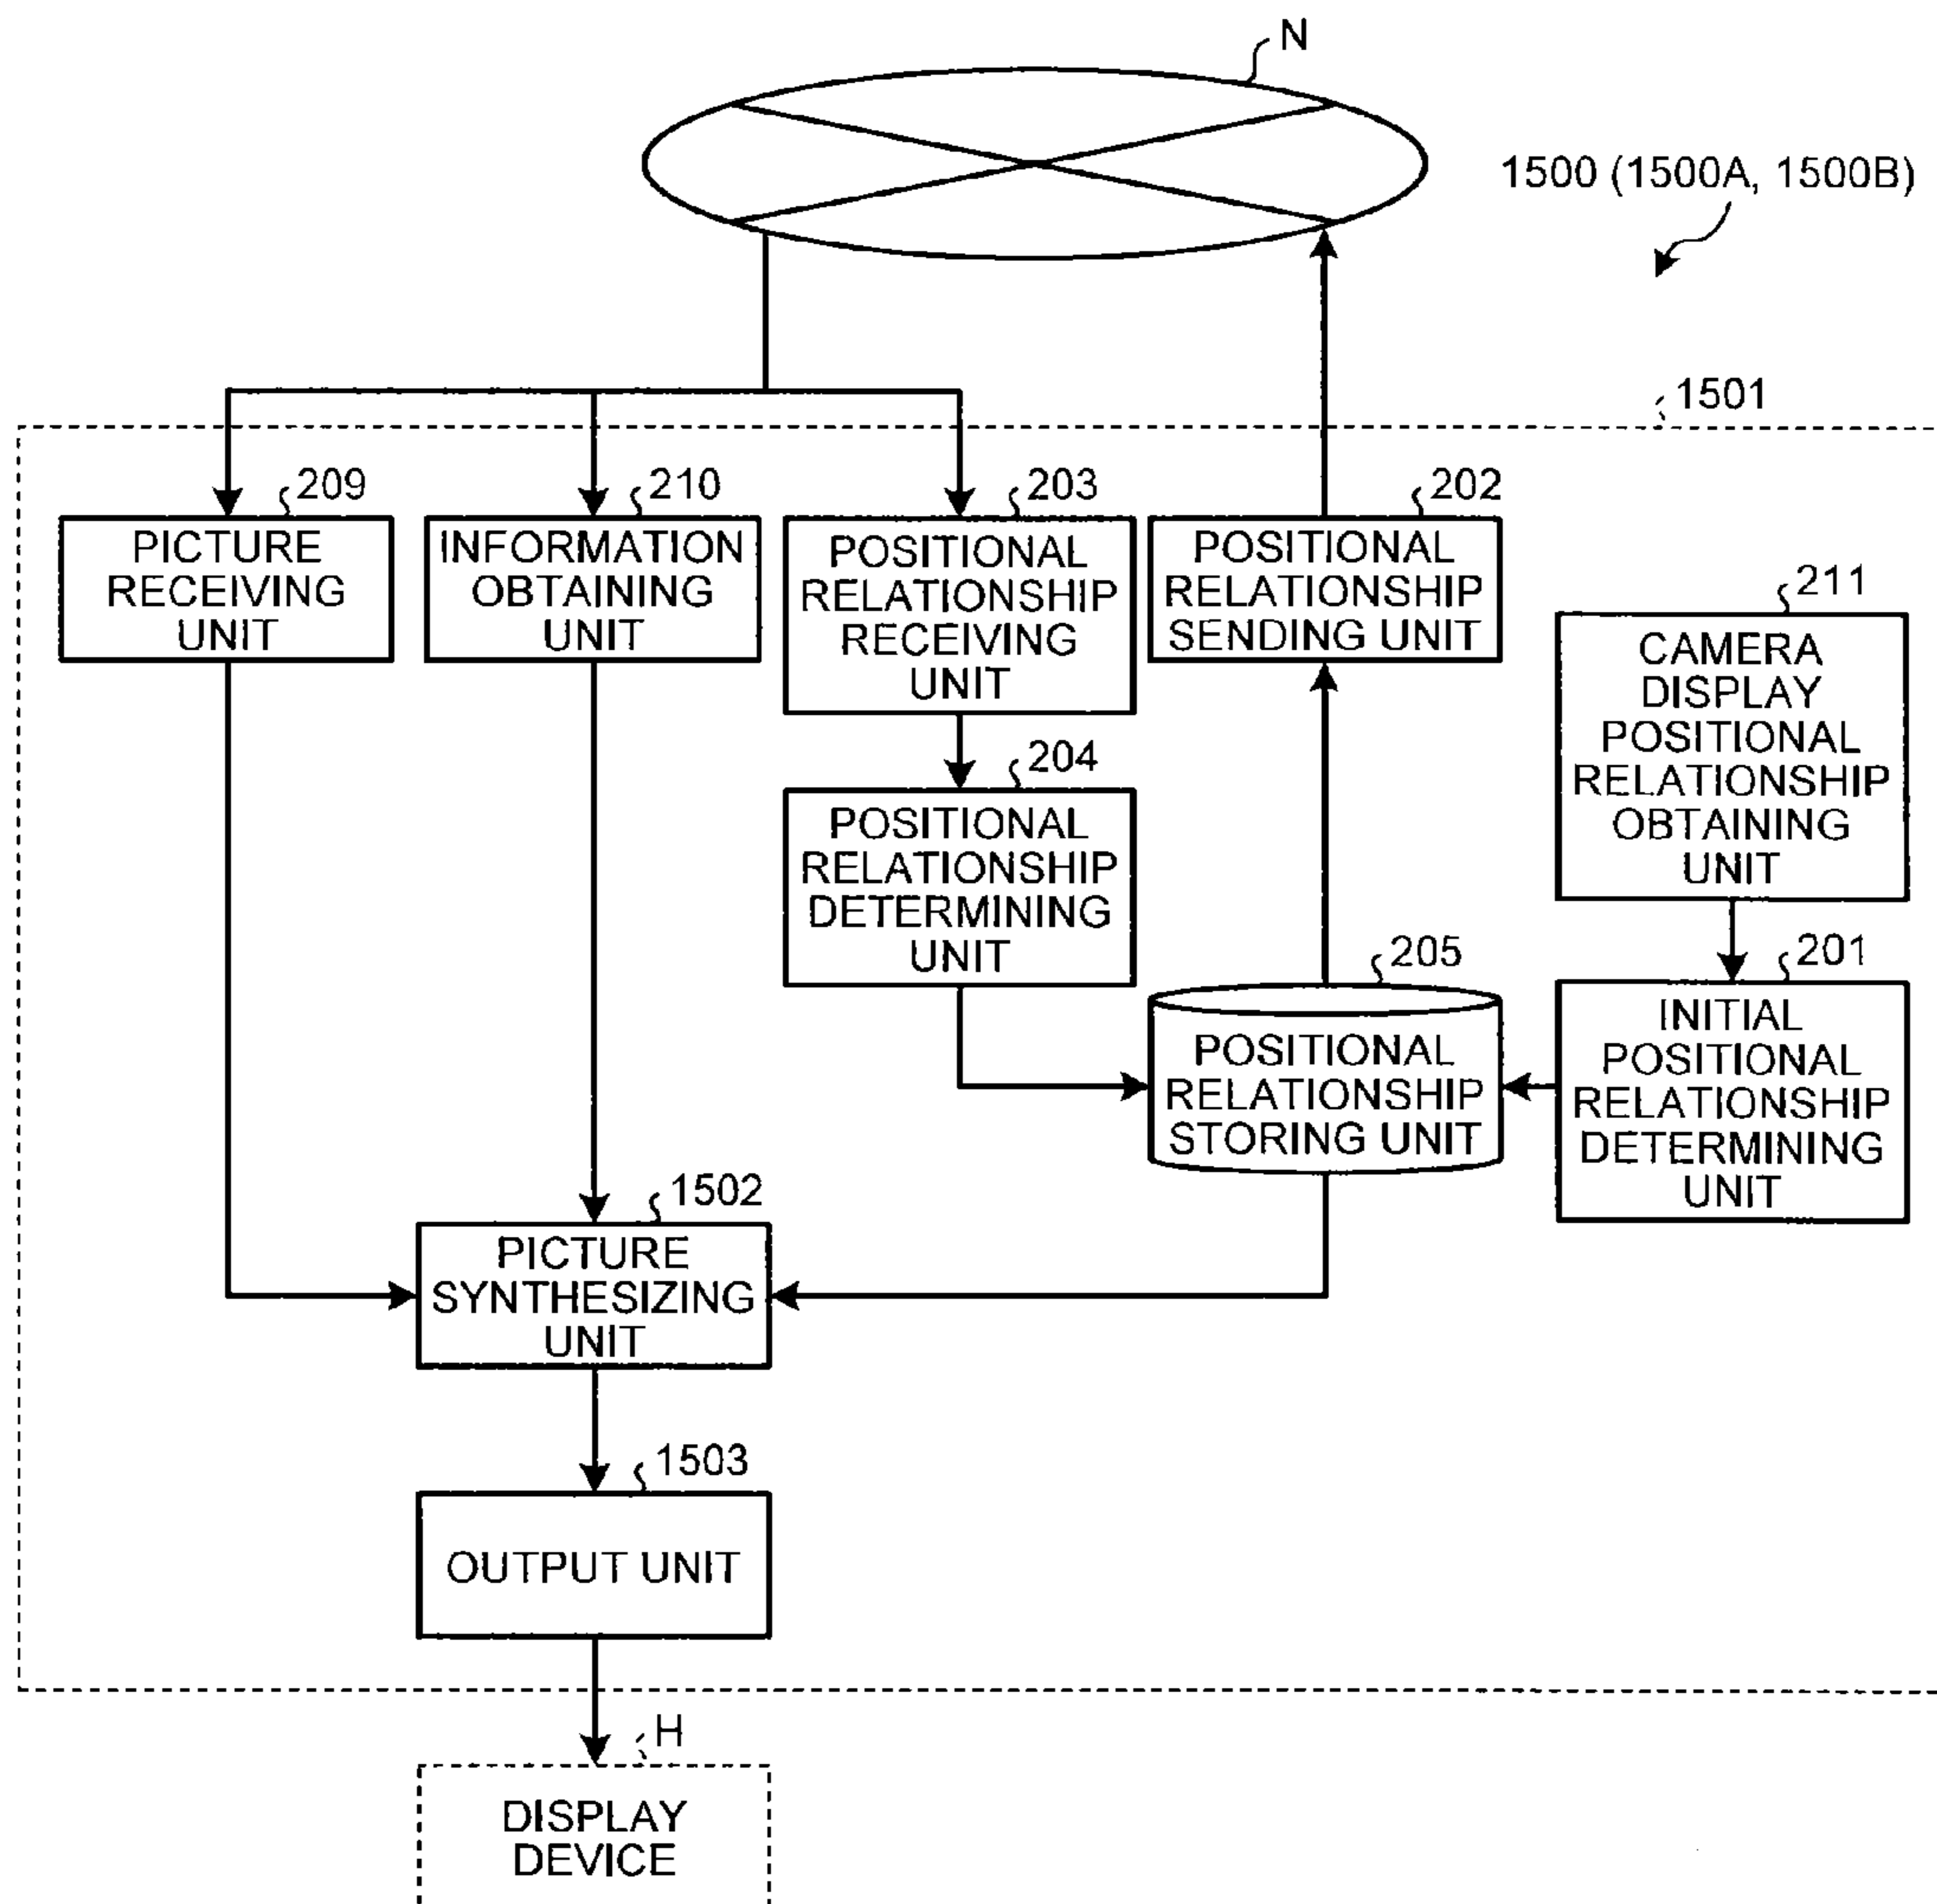 N
1500 (1500A, 1500B)
1501
209
PICTURE
RECEIVING
UNIT
210
INFORMATION
OBTAINING
UNIT
203
POSITIONAL
RELATIONSHIP
RECEIVING
UNIT
202
POSITIONAL
RELATIONSHIP
SENDING UNIT
211
CAMERA
DISPLAY
POSITIONAL
RELATIONSHIP
OBTAINING
UNIT
204
POSITIONAL
RELATIONSHIP
DETERMINING
UNIT
205
POSITIONAL
RELATIONSHIP
STORING UNIT
201
INITIAL
POSITIONAL
RELATIONSHIP
DETERMINING
UNIT
1502
PICTURE
SYNTHESIZING
UNIT
1503
OUTPUT UNIT
H
DISPLAY
DEVICE